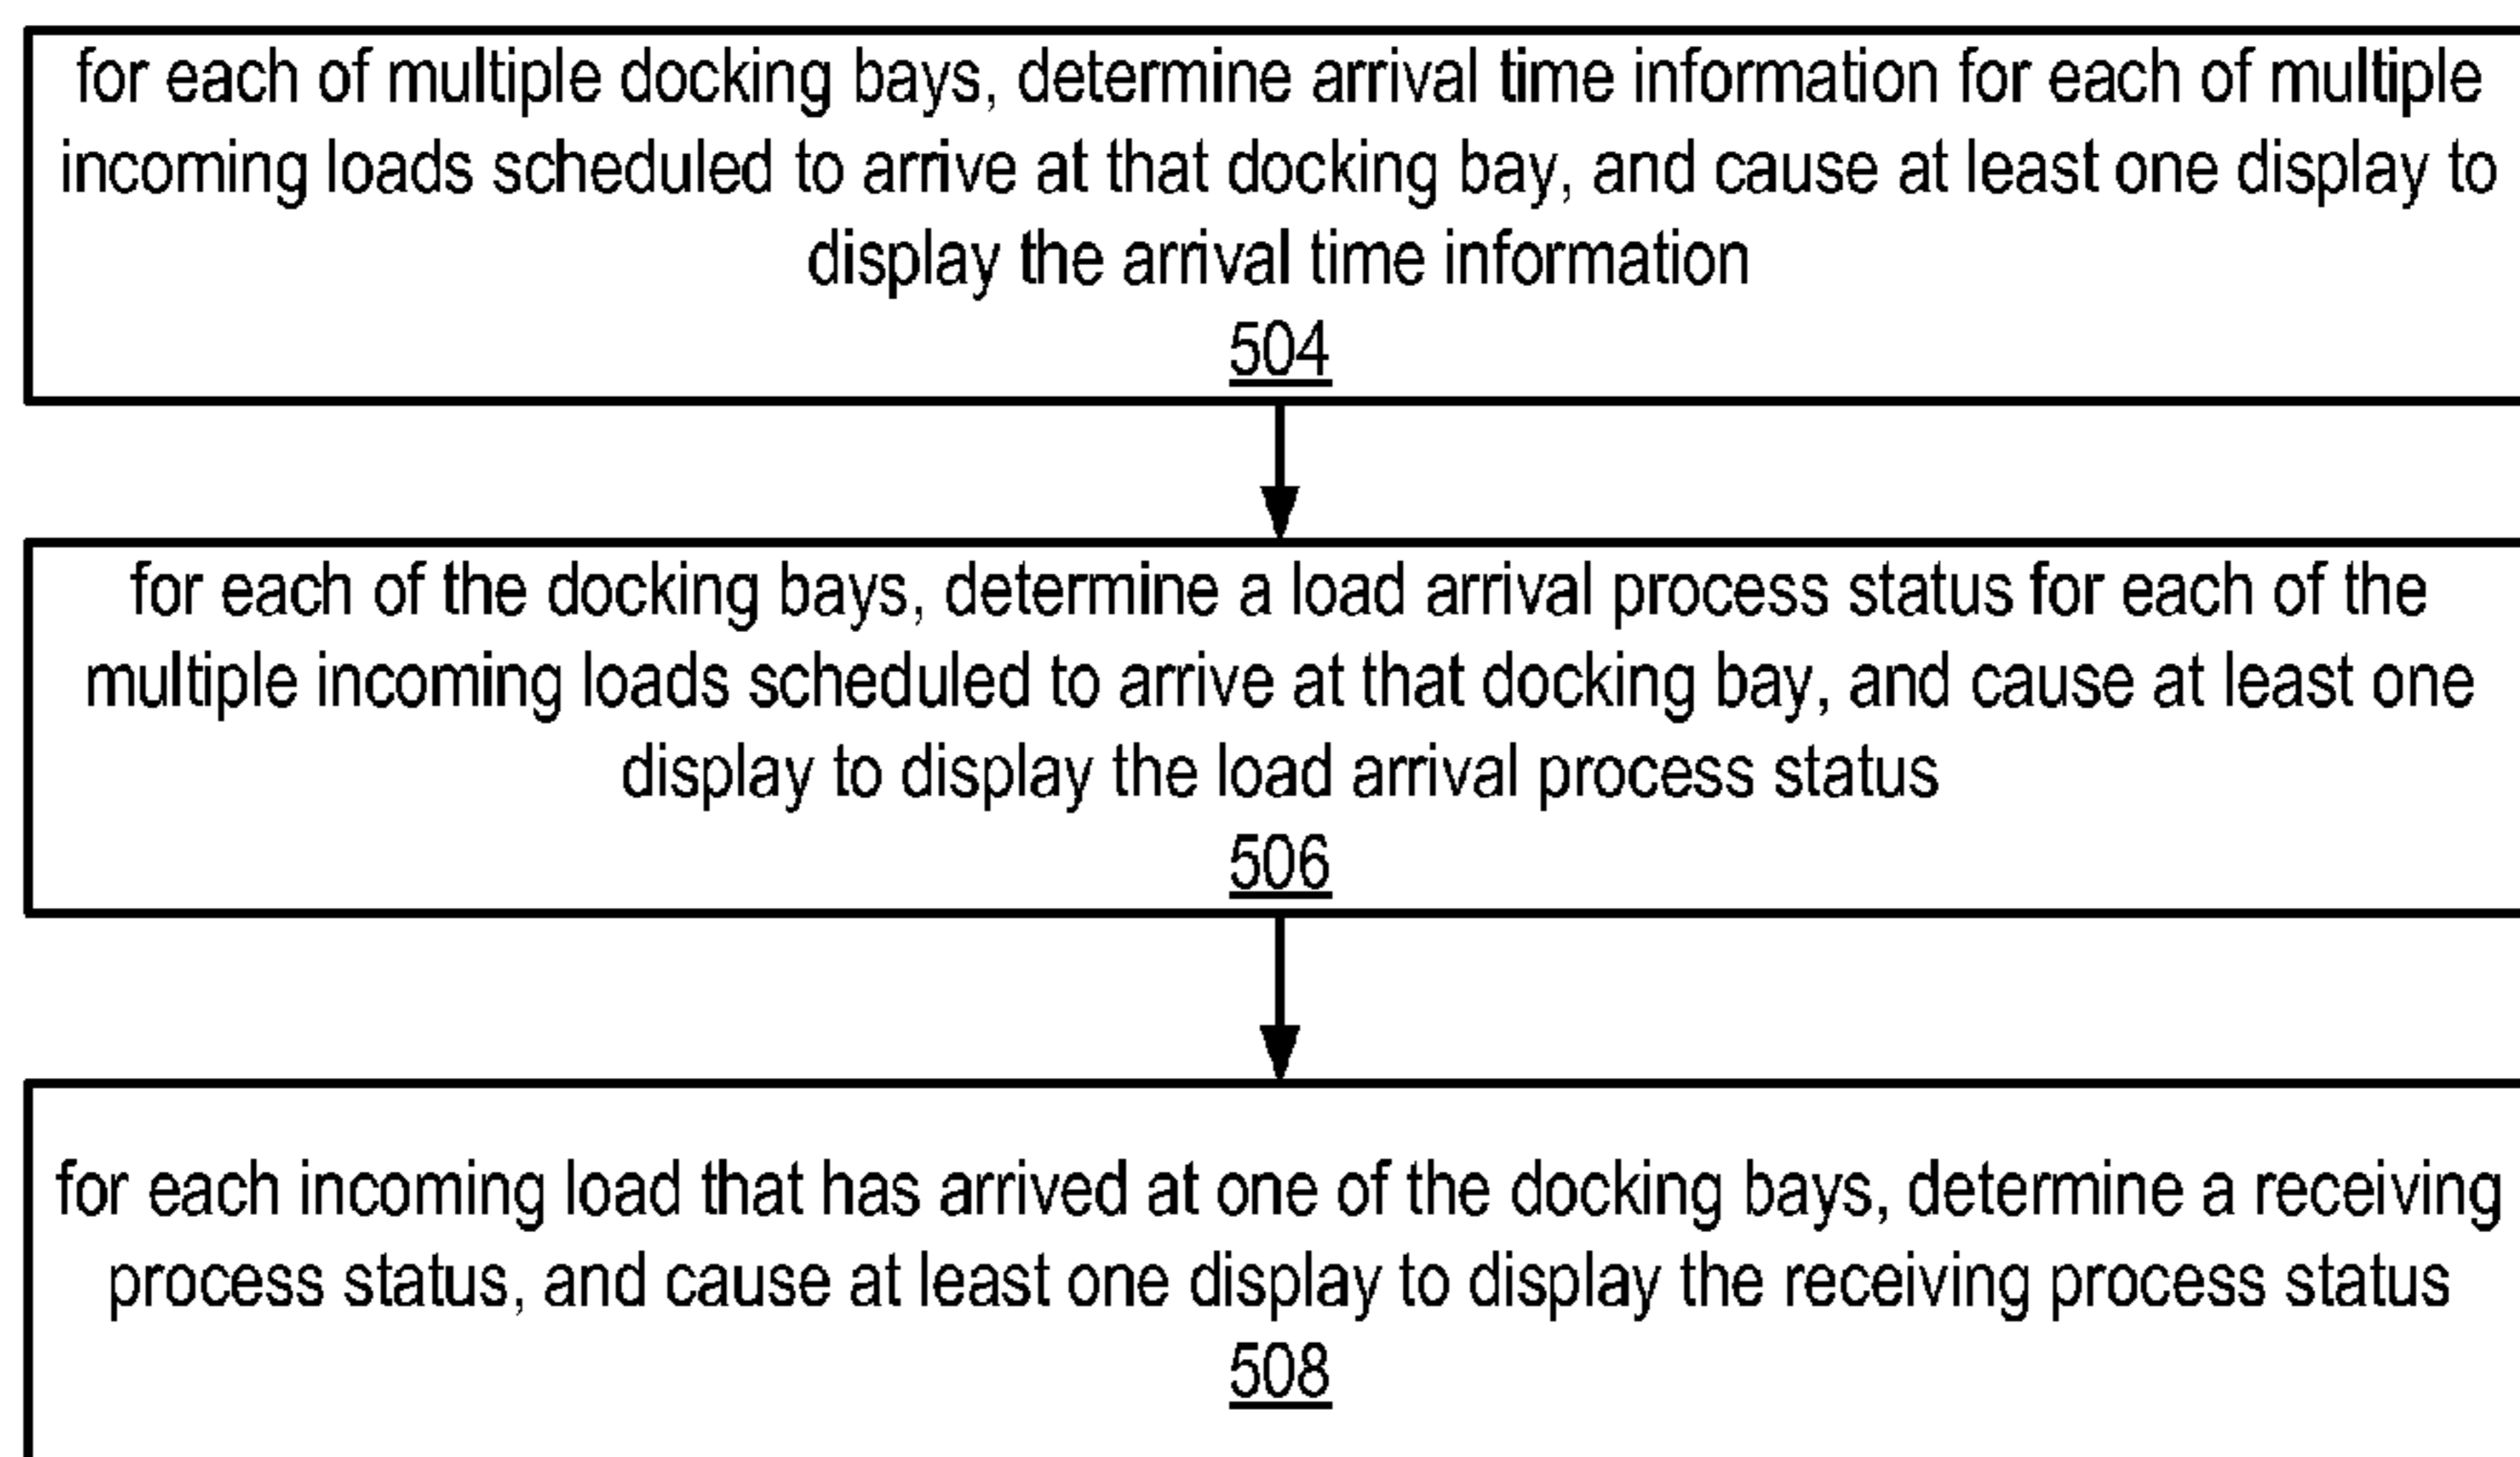 for each of multiple docking bays, determine arrival time information for each of multiple
incoming loads scheduled to arrive at that docking bay, and cause at least one display to
display the arrival time information
504
for each of the docking bays, determine a load arrival process status for each of the
multiple incoming loads scheduled to arrive at that docking bay, and cause at least one
display to display the load arrival process status
506
for each incoming load that has arrived at one of the docking bays, determine a receiving
process status, and cause at least one display to display the receiving process status
508